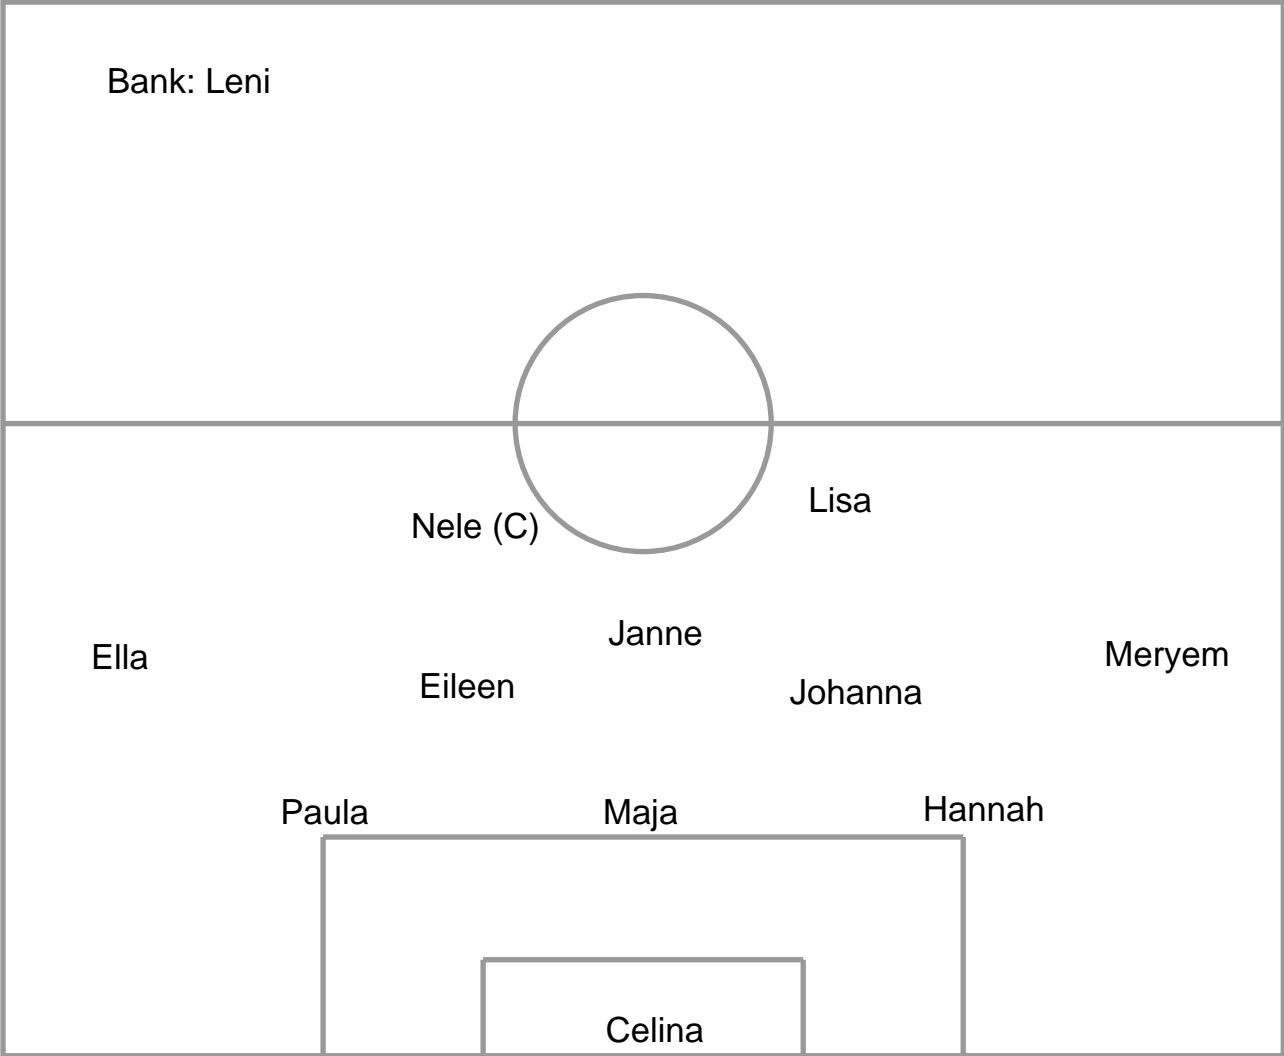 Bank: Leni
Lisa
Nele (C)
Janne
Ella
Meryem
Eileen
Johanna
Paula
Maja
Hannah
Celina